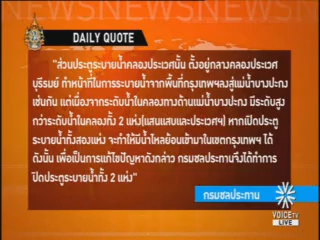 NEWSNEWSNEWS
DAILY QUOTE
"ส่วนประตูระบายน้ำคลองประเวศนั้น ตั้งอยู่กลางคลองประเวศ
บุรีรมย์ ทำหน้าที่ในการระบายน้ำจากพื้นที่กรุงเทพฯลงสู่แม่น้ำบางปะกง
เช่นกัน แต่เนื่องจากระดับน้ำในคลองทางด้านแม่น้ำบางปะกง มีระดับสูง
กว่าระดับน้ำในคลองทั้ง 2 แห่ง(แสนแสบและประเวศฯ) หากเปิดประตู
ระบายน้ำทั้งสองแห่ง จะทำให้มีน้ำไหลย้อนเข้ามาในเขตกรุงเทพฯ ได้
ดังนั้น เพื่อเป็นการแก้ไขปัญหาดังกล่าว กรมชลประทานจึงได้ทำการ
ปิดประตูระบายน้ำทั้ง 2 แห่ง"
กรมชลประทาน
VOICETV
LIVE